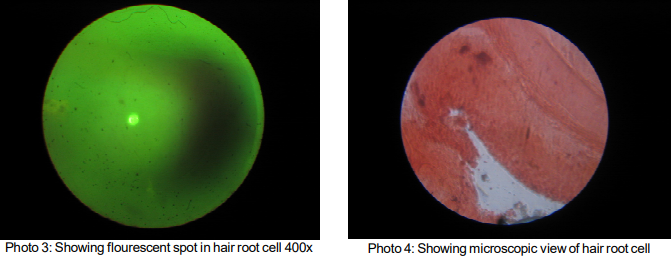 Photo 3: Showing flourescent spot in hair root cell 400x
Photo 4: Showing microscopic view of hair root cell